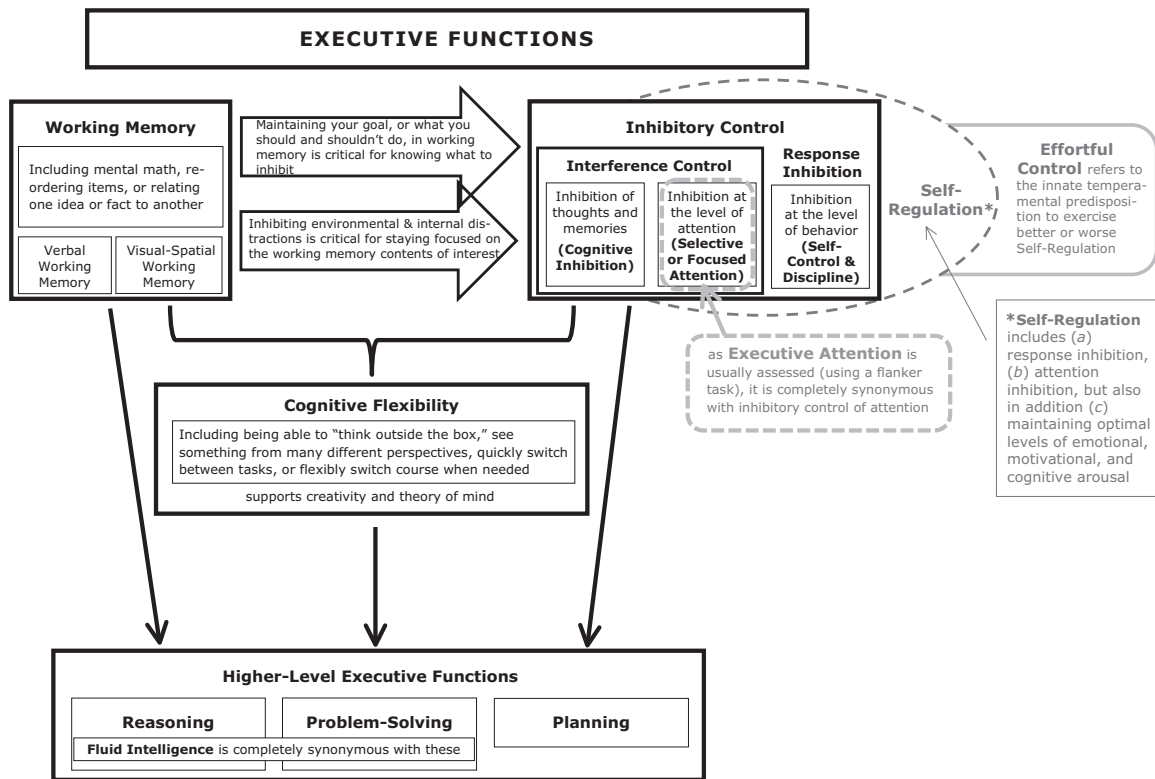 EXECUTIVE FUNCTIONS
Working Memory
Including mental math, re-
ordering items, or relating
one idea or fact to another
Verbal
Working
Memory
Visual-Spatial
Working
Memory
Maintaining your goal, or what you
should and shouldn't do, in working
memory is critical for knowing what to
inhibit
Inhibiting environmental & internal dis-
tractions is critical for staying focused on
the working memory contents of interest
Inhibitory Control
Interference Control
Inhibition of
thoughts and
memories
(Cognitive
Inhibition)
Inhibition at
the level of
attention
(Selective
or Focused
Attention)
Response
Inhibition
Inhibition
at the level
of behavior
(Self-
Control &
Discipline)
Self-
Regulation*
Effortful
Control refers to
the innate tempera-
mental predisposi-
tion to exercise
better or worse
Self-Regulation
as Executive Attention is
usually assessed (using a flanker
task), it is completely synonymous
with inhibitory control of attention
*Self-Regulation
includes (a)
response inhibition,
(b) attention
inhibition, but also
in addition (c)
maintaining optimal
levels of emotional,
motivational, and
cognitive arousal
Cognitive Flexibility
Including being able to “think outside the box,” see
something from many different perspectives, quickly switch
between tasks, or flexibly switch course when needed
supports creativity and theory of mind
Higher-Level Executive Functions
Reasoning
Problem-Solving
Planning
Fluid Intelligence is completely synonymous with these